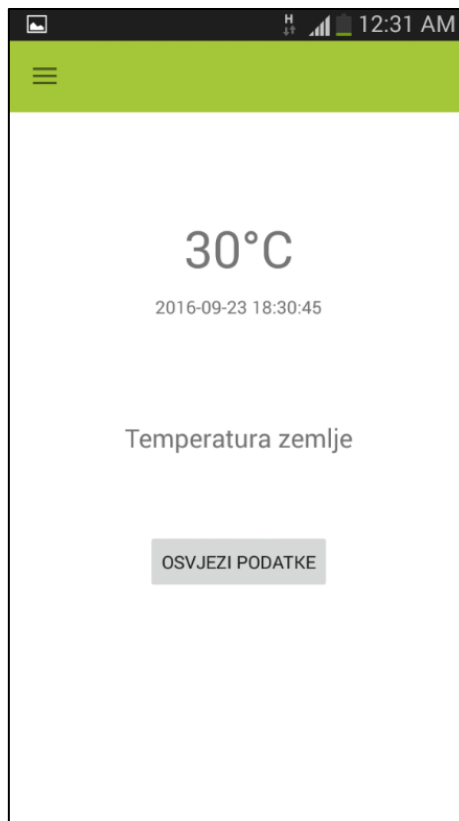 H
12:31 AM
30°C
2016-09-23 18:30:45
Temperatura zemlje
OSVJEZI PODATKE